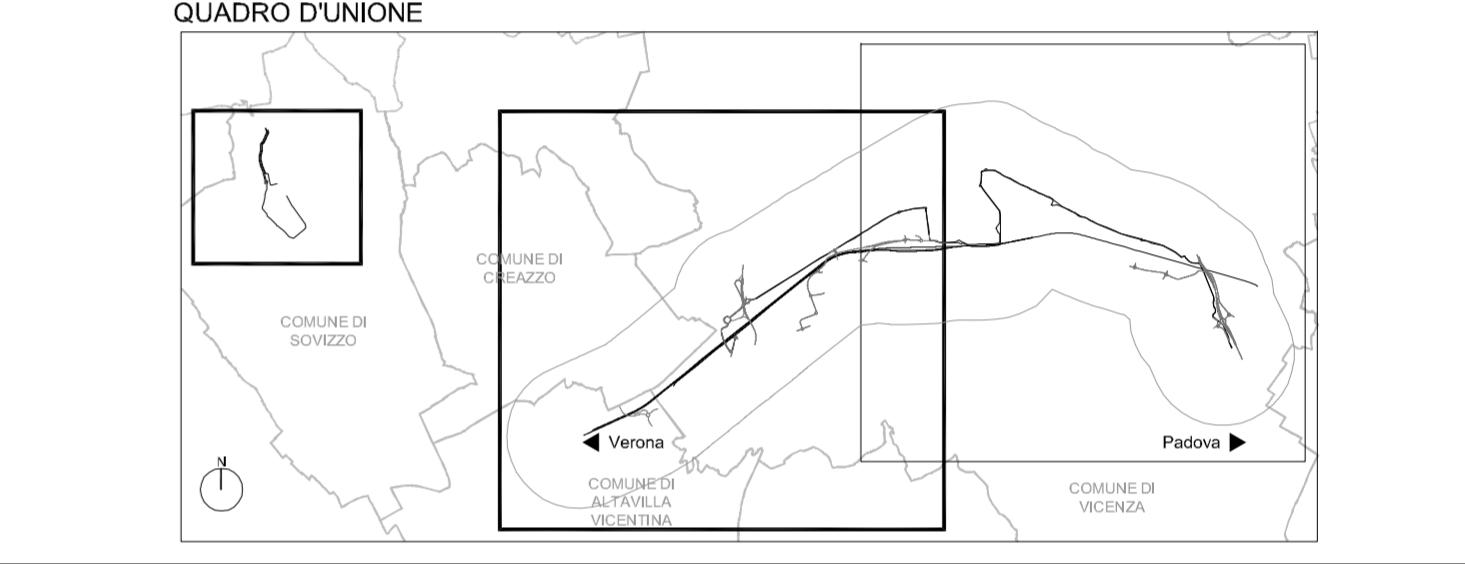 QUADRO D'UNIONE
COMUNE DI
CREAZZO
COMUNE DI
SOVIZZO
Verona
Padova
N
COMUNE DI
ALTAVILLA
VICENTINA
COMUNE DI
VICENZA